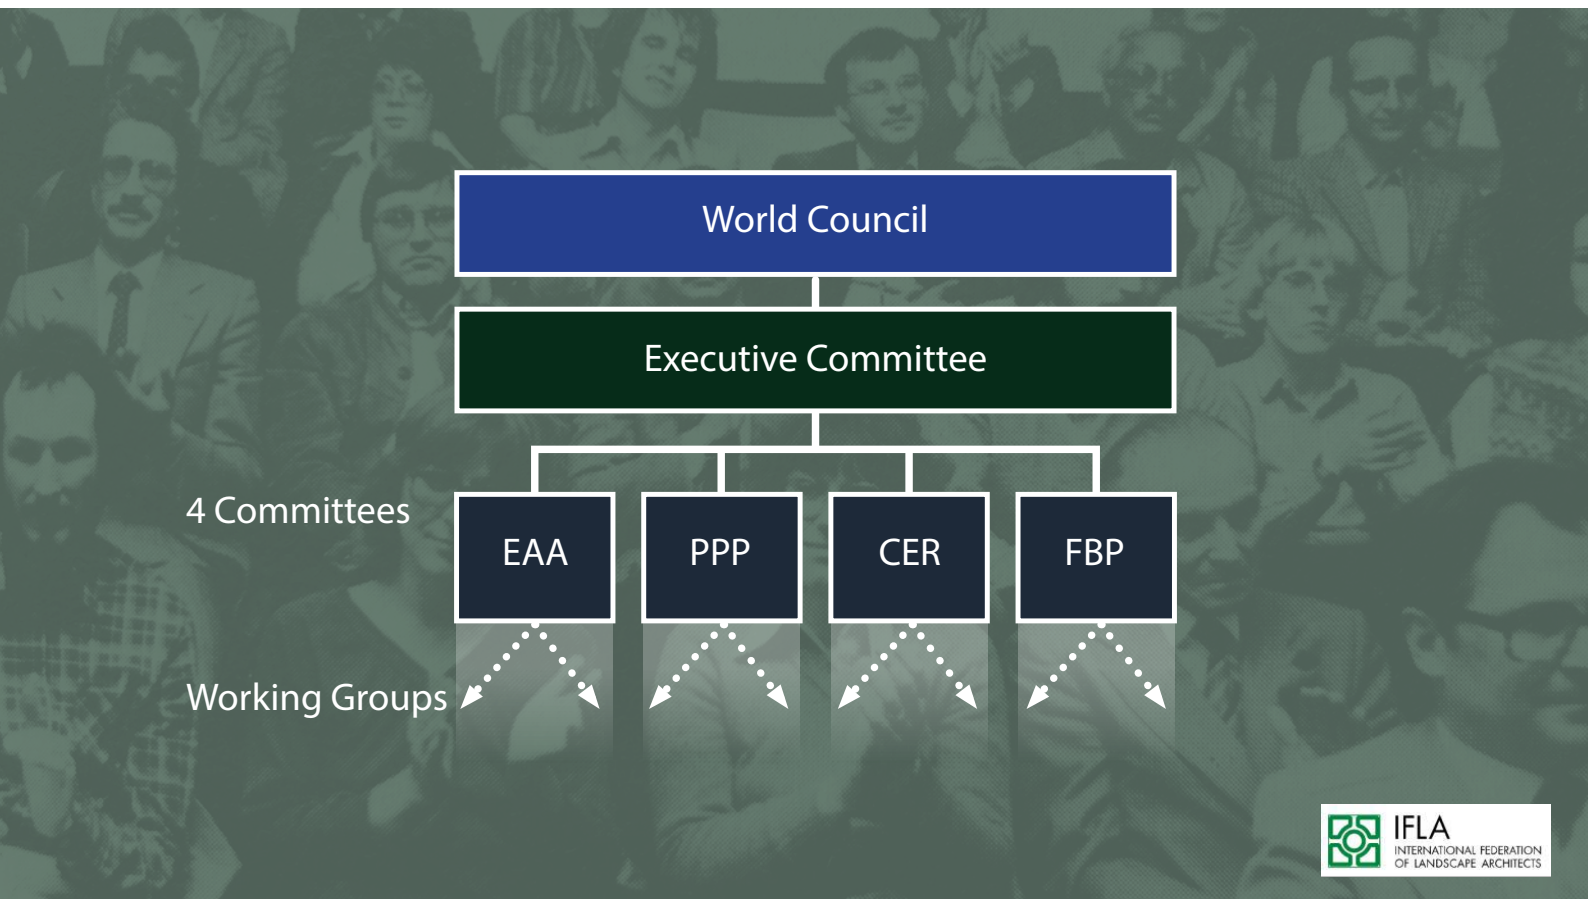 World Council
Executive Committee
4 Committees
EAA
PPP
CER
FBP
Working Groups
IFLA
INTERNATIONAL FEDERATION
OF LANDSCAPE ARCHITECTS